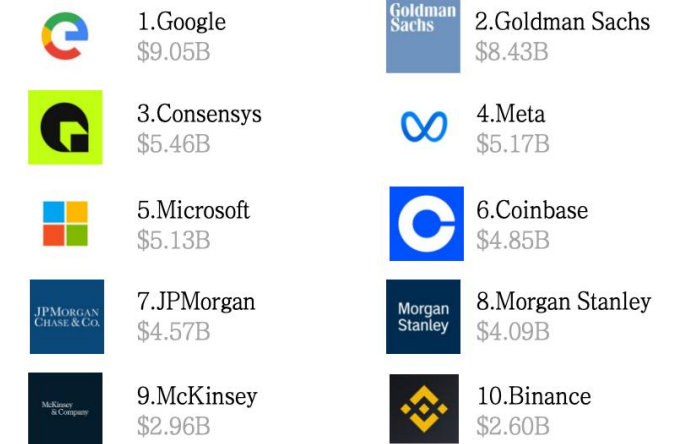 1.Google
$9.05B
Goldman
Sachs
2.Goldman Sachs
$8.43B
3.Consensys
$5.46B
4.Meta
$5.17B
5.Microsoft
$5.13B
6.Coinbase
$4.85B
JPMORGAN
CHASE & CO.
7.JPMorgan
$4.57B
Morgan
Stanley
8.Morgan Stanley
$4.09B
McKinsey
& Company
9.McKinsey
$2.96B
10.Binance
$2.60B